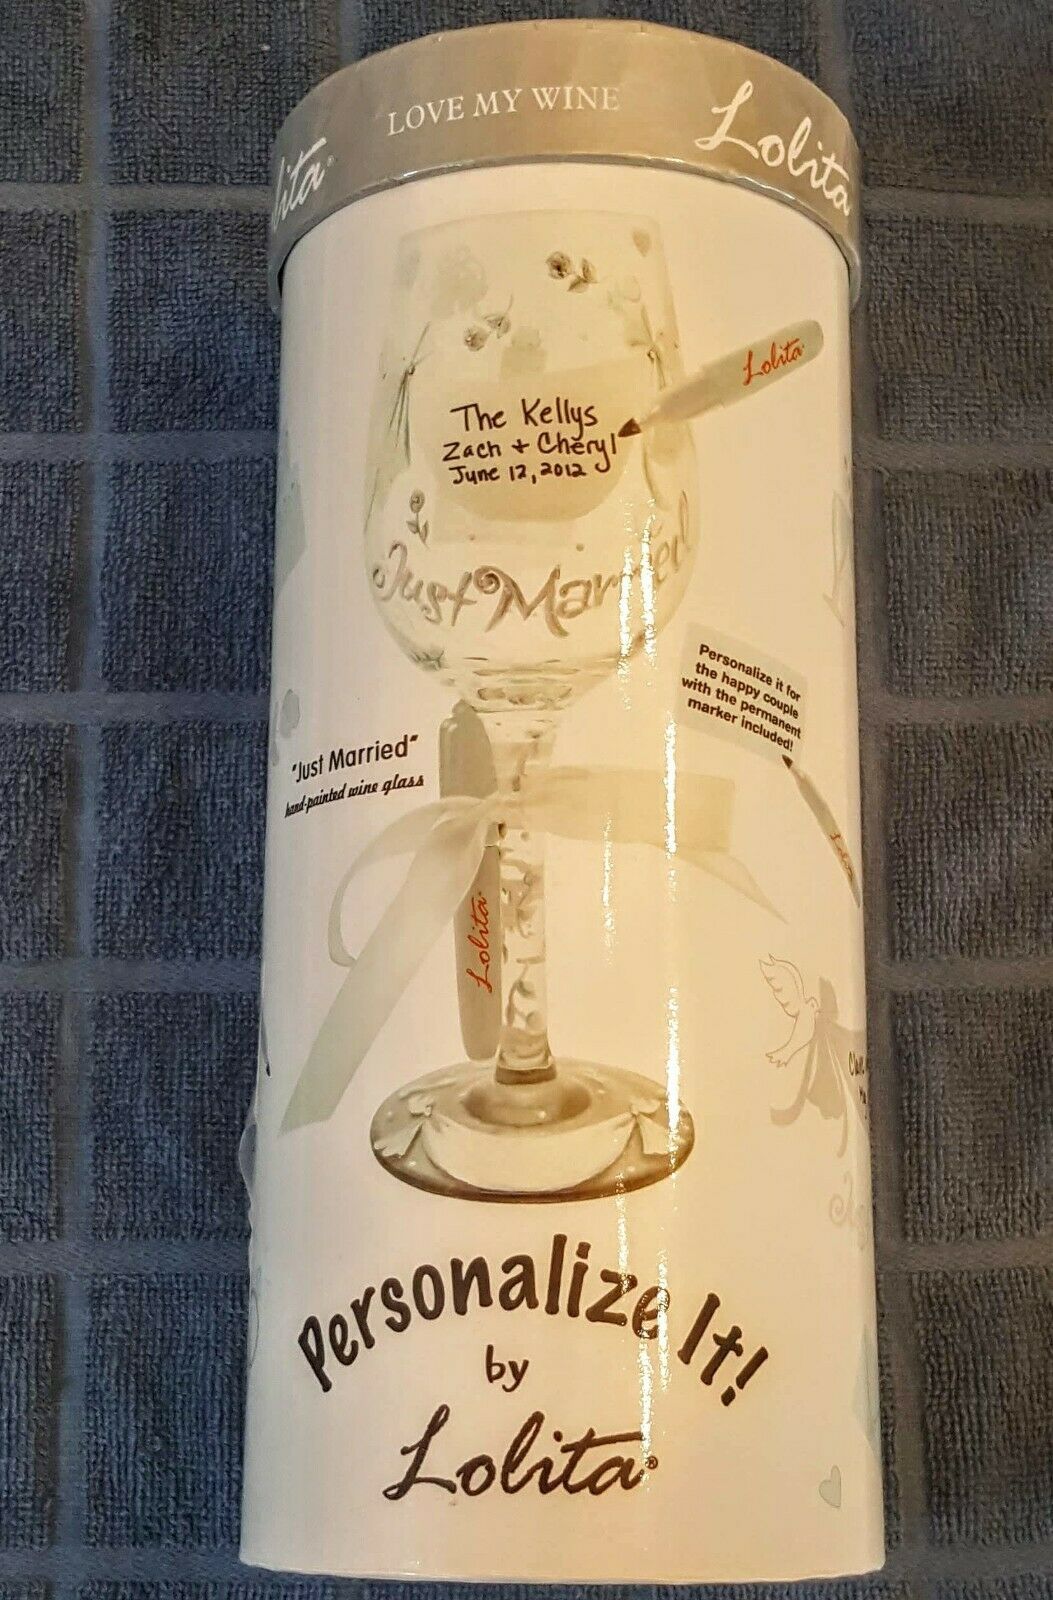 LOVE MY WINE
Lolita
ita®
Lolita
The Kellys
Zach + Cheryl
June 12, 2012
Just Married
Personalize it for
the happy couple
with the permanent
marker included!
"Just Married"
hand-painted wine glass
Lolita
Lolita
Personalize It!
by
Lolita®